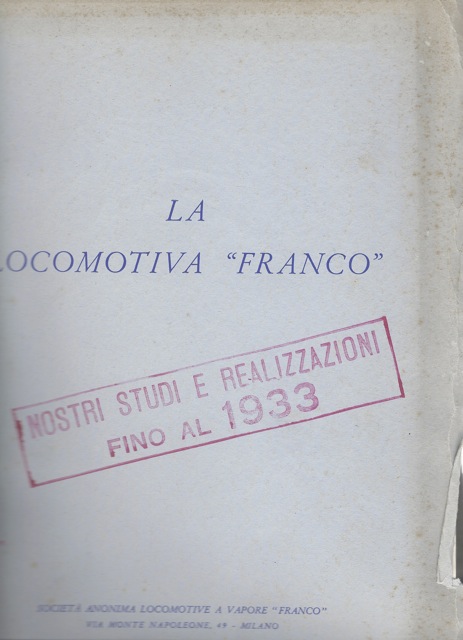 LA
LOCOMOTIVA “FRANCO”
NOSTRI STUDI E REALIZZAZIONI
FINO AL 1933
SOCIETÀ ANONIMA LOCOMOTIVE A VAPORE “FRANCO”
VIA MONTE NAPOLEONE, 49 – MILANO